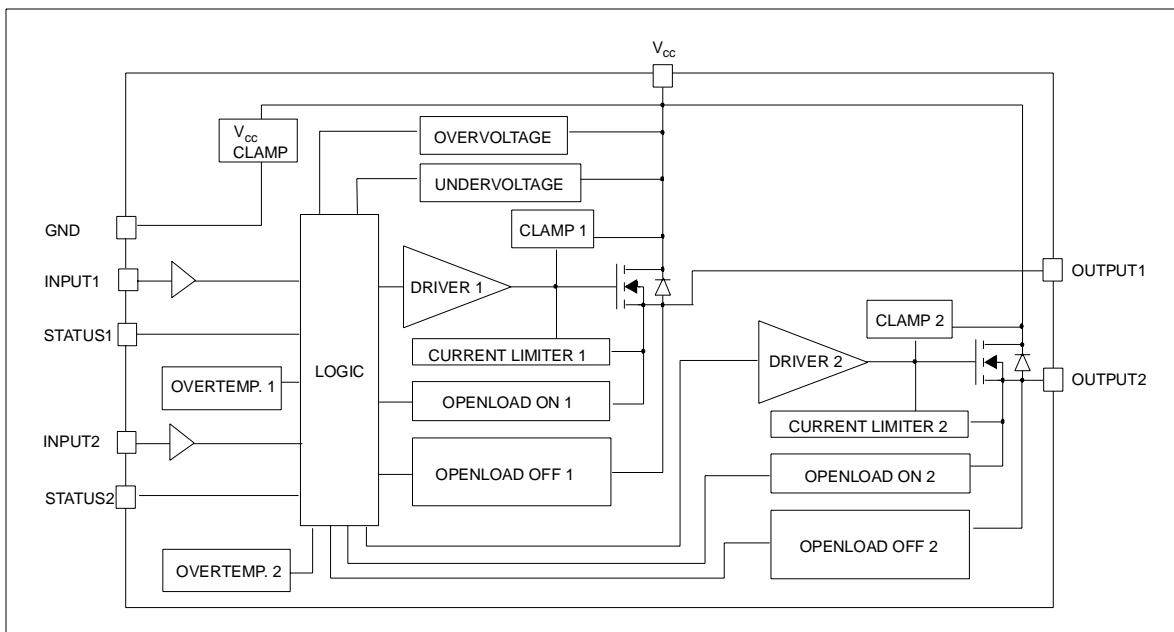 Vcc
Vcc
CLAMP
OVERVOLTAGE
UNDERVOLTAGE
GND
CLAMP 1
INPUT1
DRIVER 1
OUTPUT1
STATUS1
CLAMP 2
CURRENT LIMITER 1
LOGIC
DRIVER 2
OVERTEMP. 1
OUTPUT2
OPENLOAD ON 1
CURRENT LIMITER 2
INPUT2
OPENLOAD OFF 1
OPENLOAD ON 2
STATUS2
OPENLOAD OFF 2
OVERTEMP. 2